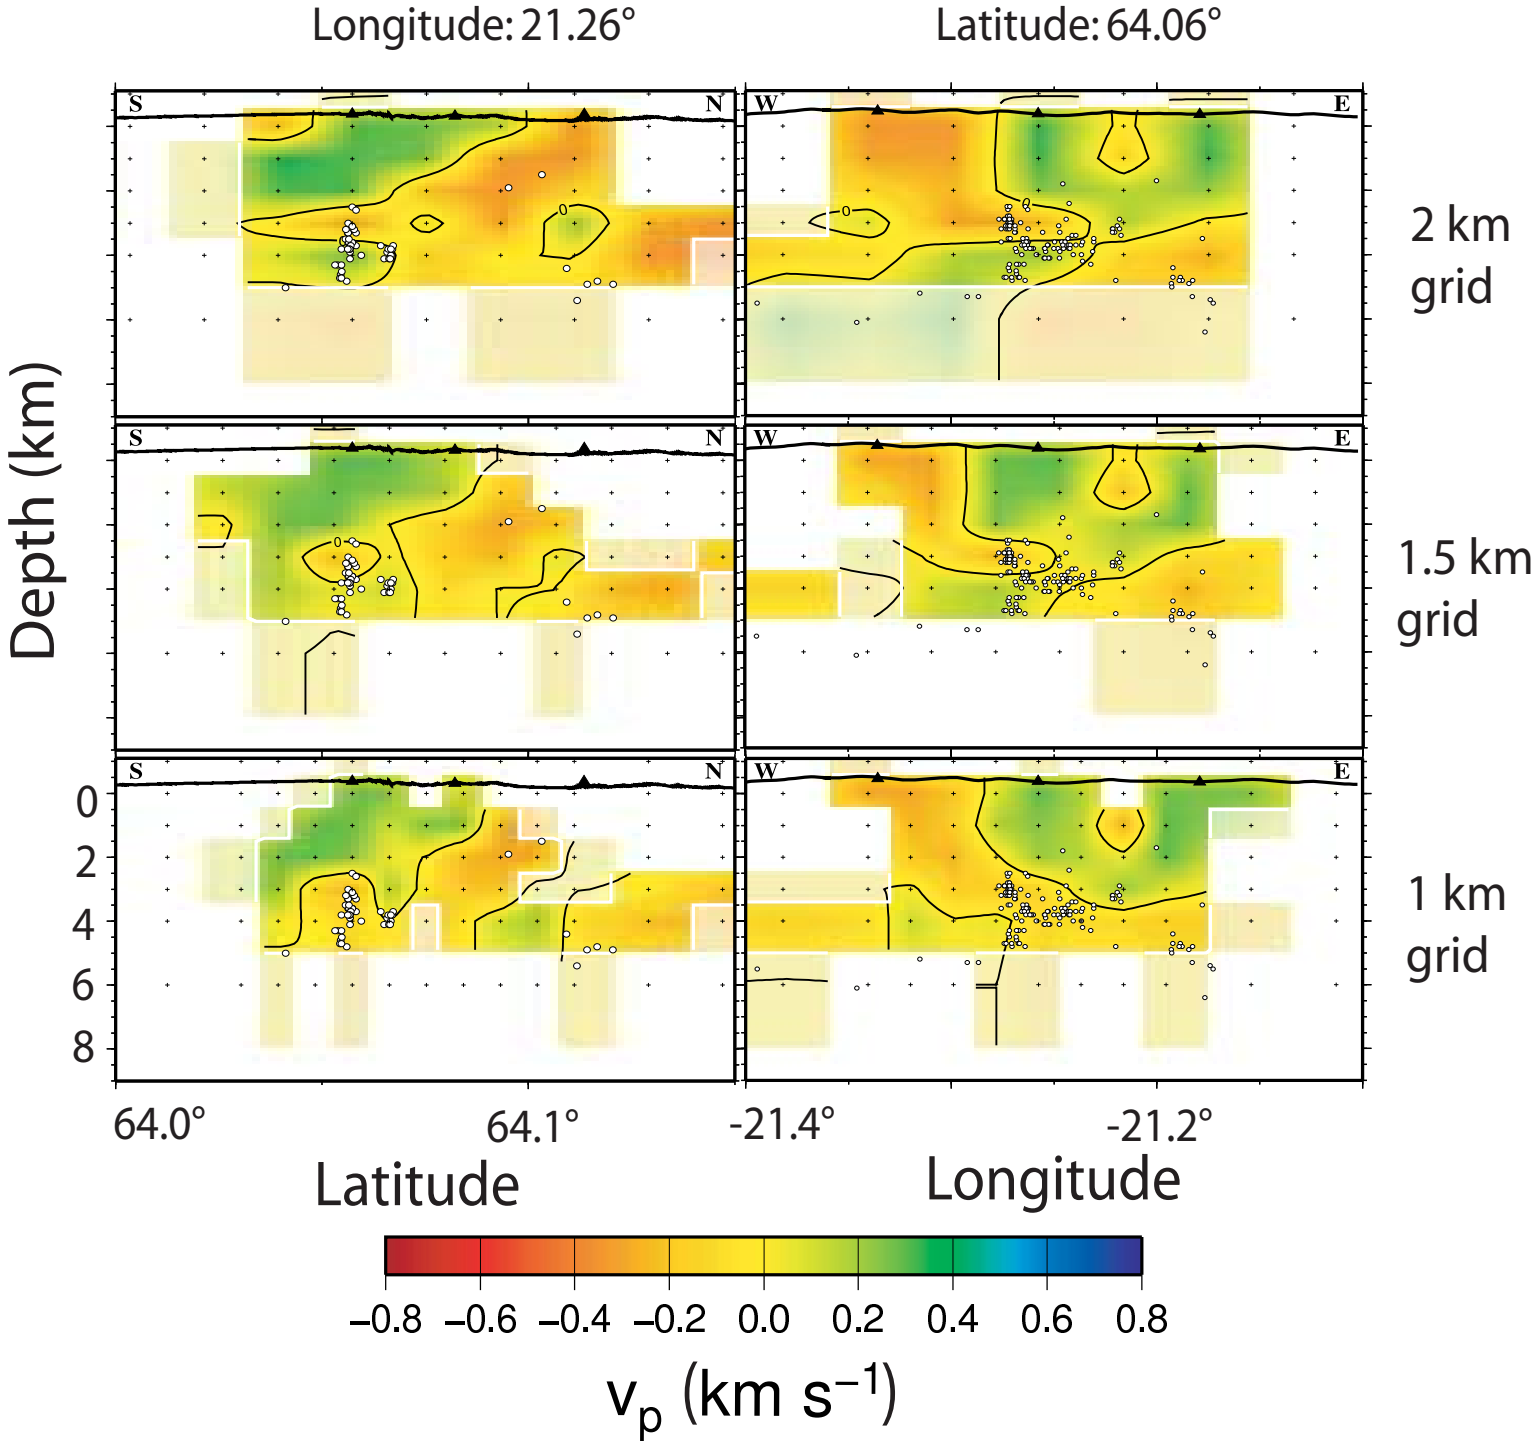 Longitude: 21.26° Latitude: 64.06°
S N W E
0 0 0
2 km
grid
Depth (km)
S N W E
0
1.5 km
grid
S N W E
0
2
4
6
8
1 km
grid
64.0° 64.1° -21.4° -21.2°
Latitude Longitude
−0.8 −0.6 −0.4 −0.2 0.0 0.2 0.4 0.6 0.8
vp (km s−1)